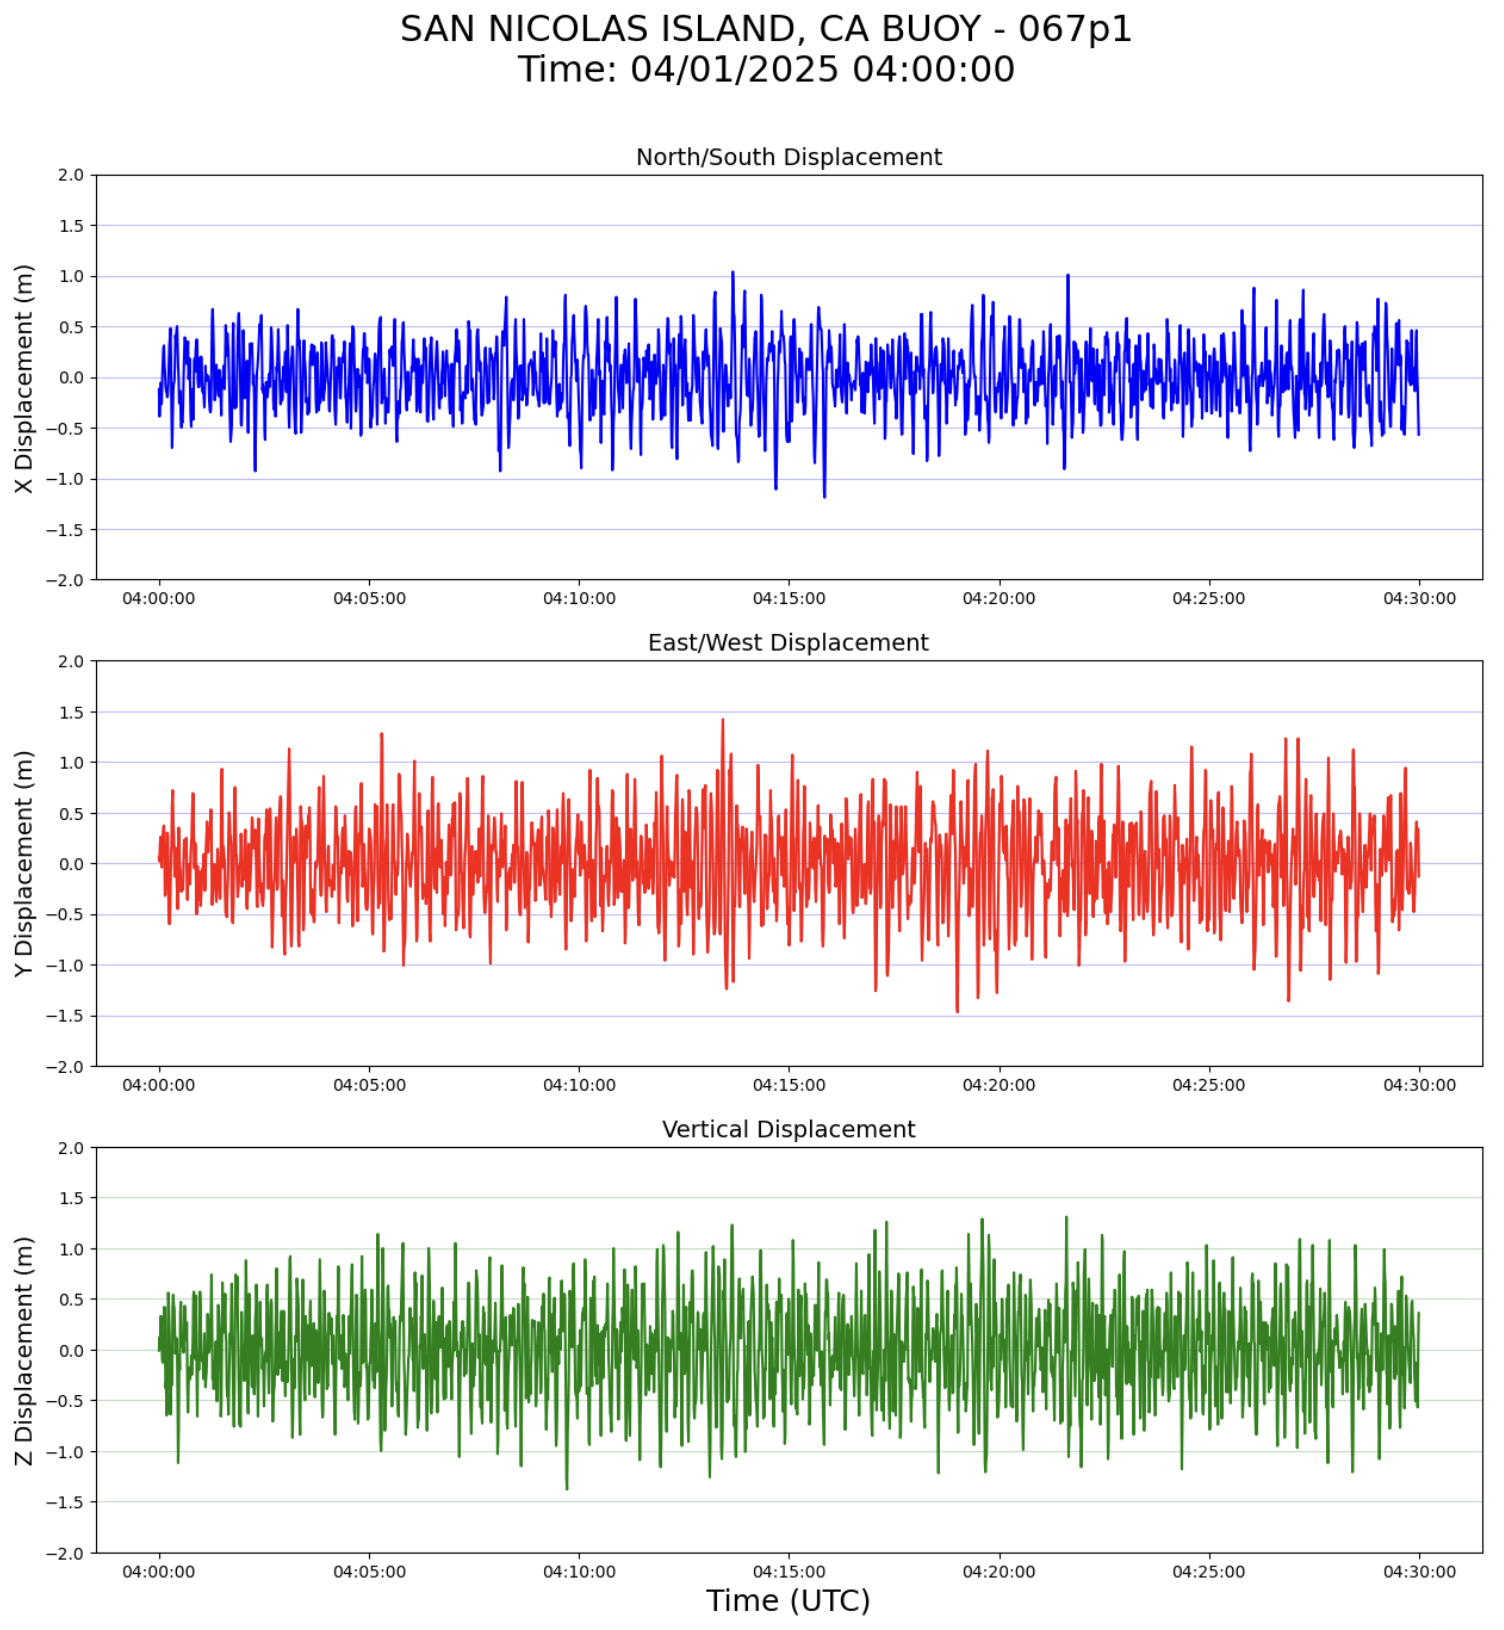 SAN NICOLAS ISLAND, CA BUOY - 067p1
Time: 04/01/2025 04:00:00
North/South Displacement
X Displacement (m)
2.0
1.5
1.0
0.5
0.0
−0.5
−1.0
−1.5
−2.0
04:00:00 04:05:00 04:10:00 04:15:00 04:20:00 04:25:00 04:30:00
East/West Displacement
Y Displacement (m)
2.0
1.5
1.0
0.5
0.0
−0.5
−1.0
−1.5
−2.0
04:00:00 04:05:00 04:10:00 04:15:00 04:20:00 04:25:00 04:30:00
Vertical Displacement
Z Displacement (m)
2.0
1.5
1.0
0.5
0.0
−0.5
−1.0
−1.5
−2.0
04:00:00 04:05:00 04:10:00 04:15:00 04:20:00 04:25:00 04:30:00
Time (UTC)